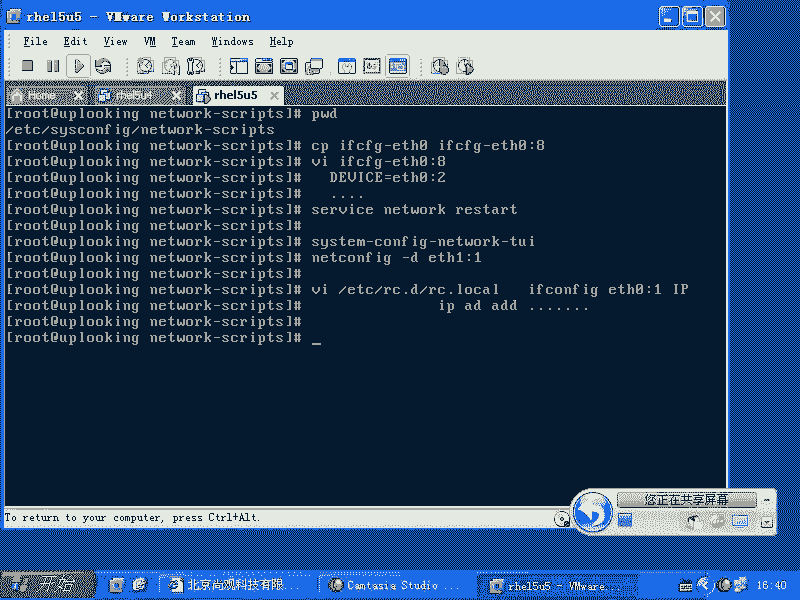 rhel5u5 - VMware Workstation
File Edit View VM Team Windows Help
Home rhel5u4 rhel5u5
[root@uplooking network-scripts]# pwd
/etc/sysconfig/network-scripts
[root@uplooking network-scripts]# cp ifcfg-eth0 ifcfg-eth0:8
[root@uplooking network-scripts]# vi ifcfg-eth0:8
[root@uplooking network-scripts]# DEVICE=eth0:2
[root@uplooking network-scripts]# ....
[root@uplooking network-scripts]# service network restart
[root@uplooking network-scripts]#
[root@uplooking network-scripts]# system-config-network-tui
[root@uplooking network-scripts]# netconfig -d eth1:1
[root@uplooking network-scripts]#
[root@uplooking network-scripts]# vi /etc/rc.d/rc.local ifconfig eth0:1 IP
[root@uplooking network-scripts]# ip ad add .......
[root@uplooking network-scripts]#
[root@uplooking network-scripts]# _
您正在共享屏幕
To return to your computer, press Ctrl+Alt.
开始 北京尚观科技有限... Camtasia Studio ... rhel5u5 - VMware... 16:40